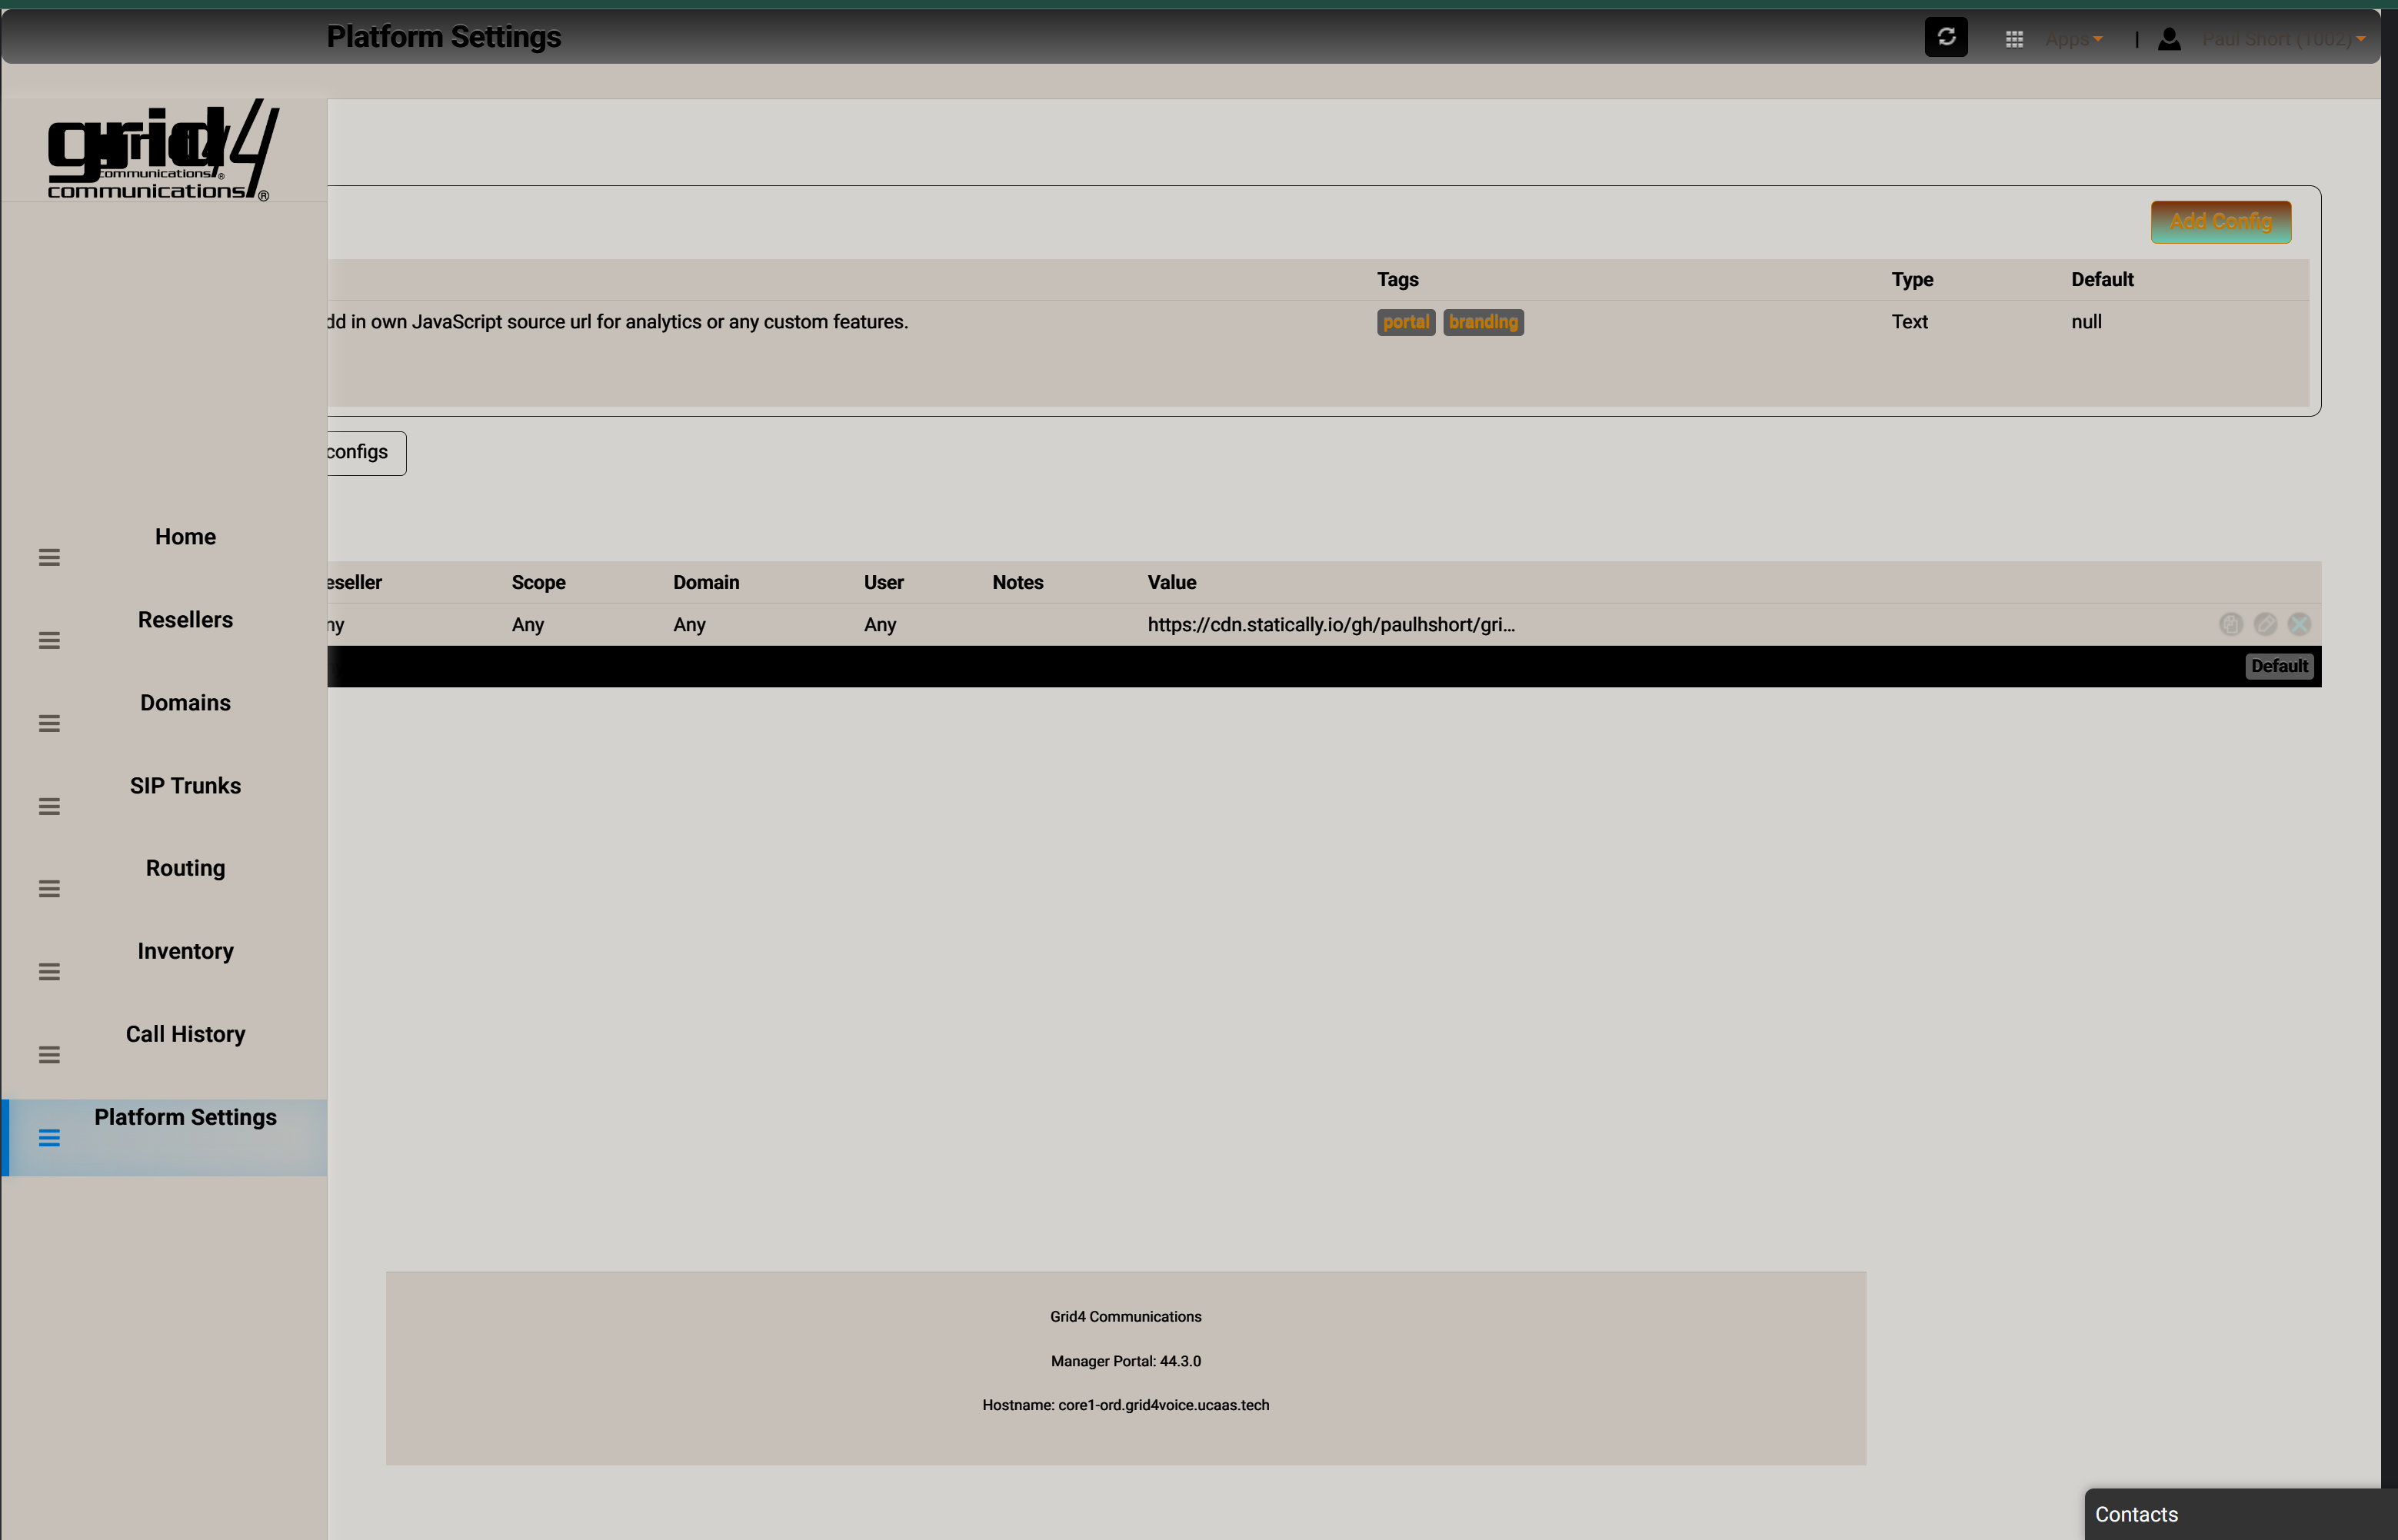 Platform Settings
Apps
|
Paul Short (1002)
grid4
communications®
communications®
Add Config
Tags
Type
Default
dd in own JavaScript source url for analytics or any custom features.
portal
branding
Text
null
configs
Home
Resellers
Domains
SIP Trunks
Routing
Inventory
Call History
Platform Settings
eseller
Scope
Domain
User
Notes
Value
ny
Any
Any
Any
https://cdn.statically.io/gh/paulhshort/gri...
Default
Grid4 Communications
Manager Portal: 44.3.0
Hostname: core1-ord.grid4voice.ucaas.tech
Contacts